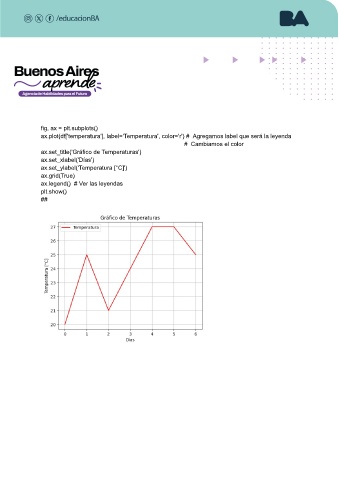 /educacionBA
BA
Buenos Aires
aprende
Agencia de Habilidades para el Futuro
fig, ax = plt.subplots()
ax.plot(df['temperatura'], label='Temperatura', color='r') # Agregamos label que será la leyenda
# Cambiamos el color
ax.set_title('Gráfico de Temperaturas')
ax.set_xlabel('Días')
ax.set_ylabel('Temperatura [°C]')
ax.grid(True)
ax.legend() # Ver las leyendas
plt.show()
##
Gráfico de Temperaturas
Temperatura
27
26
25
24
23
22
21
20
Temperatura [°C]
0 1 2 3 4 5 6
Días